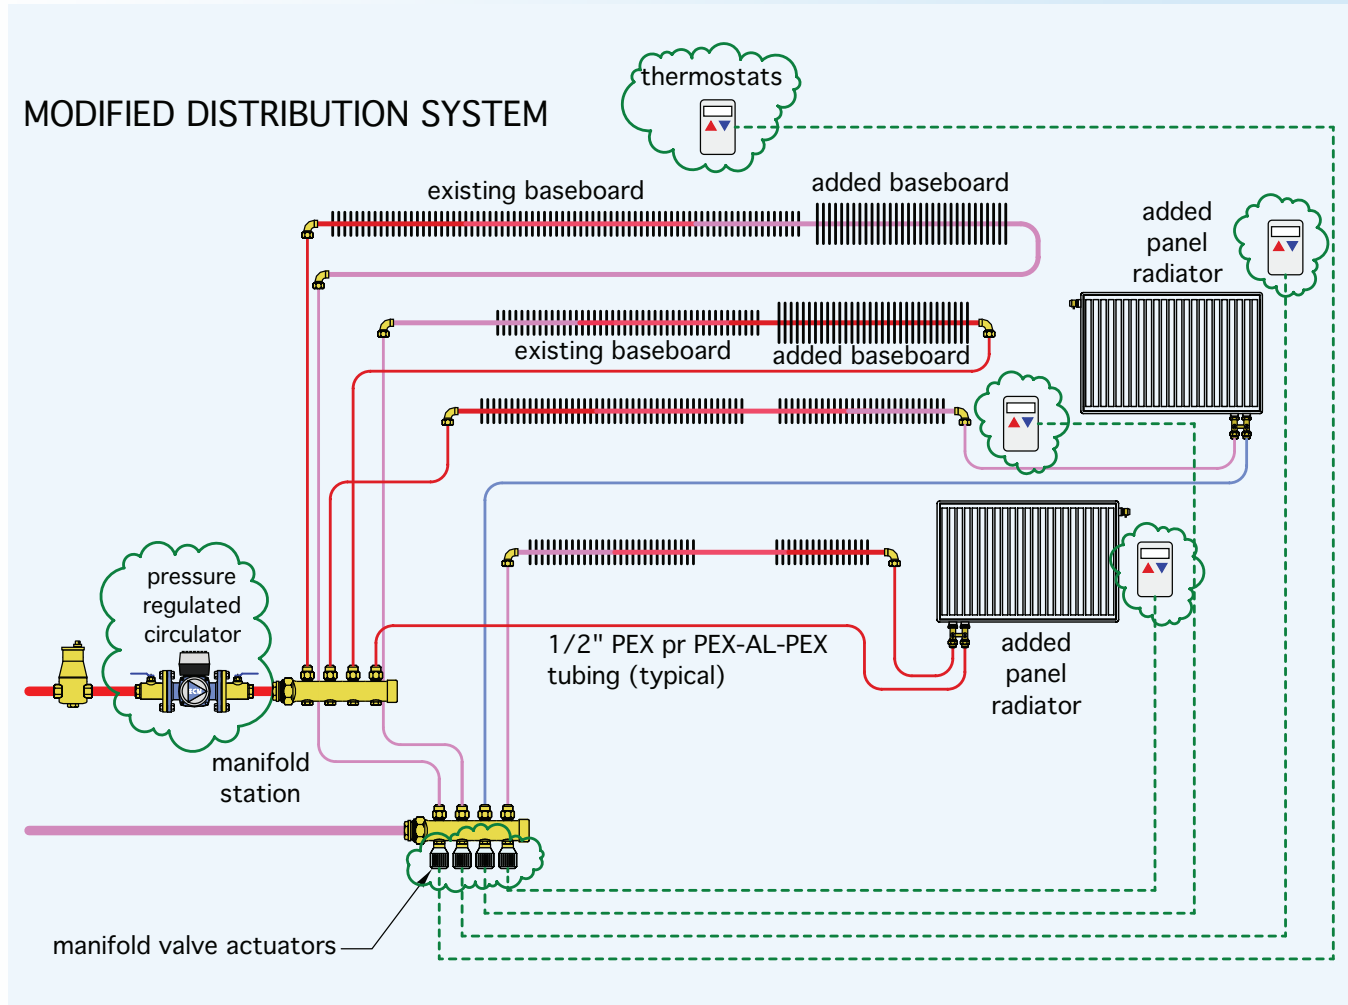 thermostats
MODIFIED DISTRIBUTION SYSTEM
existing baseboard
added baseboard
added
panel
radiator
existing baseboard
added baseboard
pressure
regulated
circulator
ECM
1/2" PEX pr PEX-AL-PEX
tubing (typical)
added
panel
radiator
manifold
station
manifold valve actuators